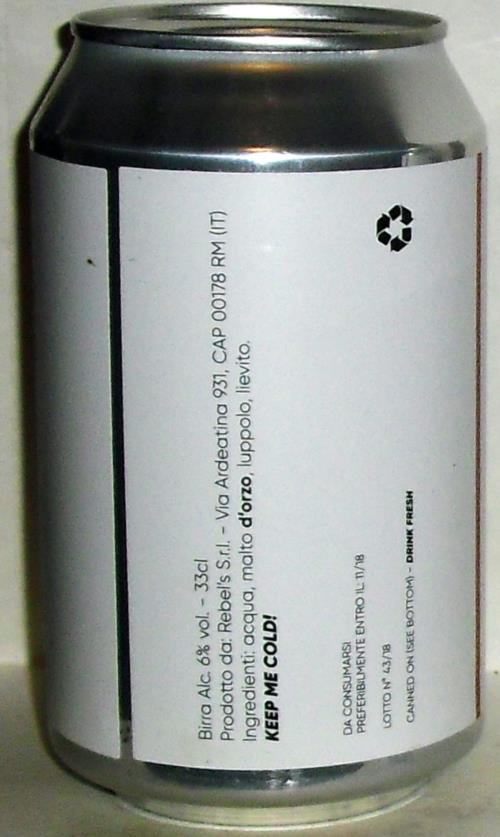 Birra Alc. 6% vol. - 33cl
Prodotto da: Rebel's S.r.l. - Via Ardeatina 931, CAP 00178 RM (IT)
Ingredienti: acqua, malto d'orzo, luppolo, lievito.
KEEP ME COLD!
DA CONSUMARSI
PREFERIBILMENTE ENTRO IL: 11/18
LOTTO N° 43/18
CANNED ON (SEE BOTTOM) - DRINK FRESH